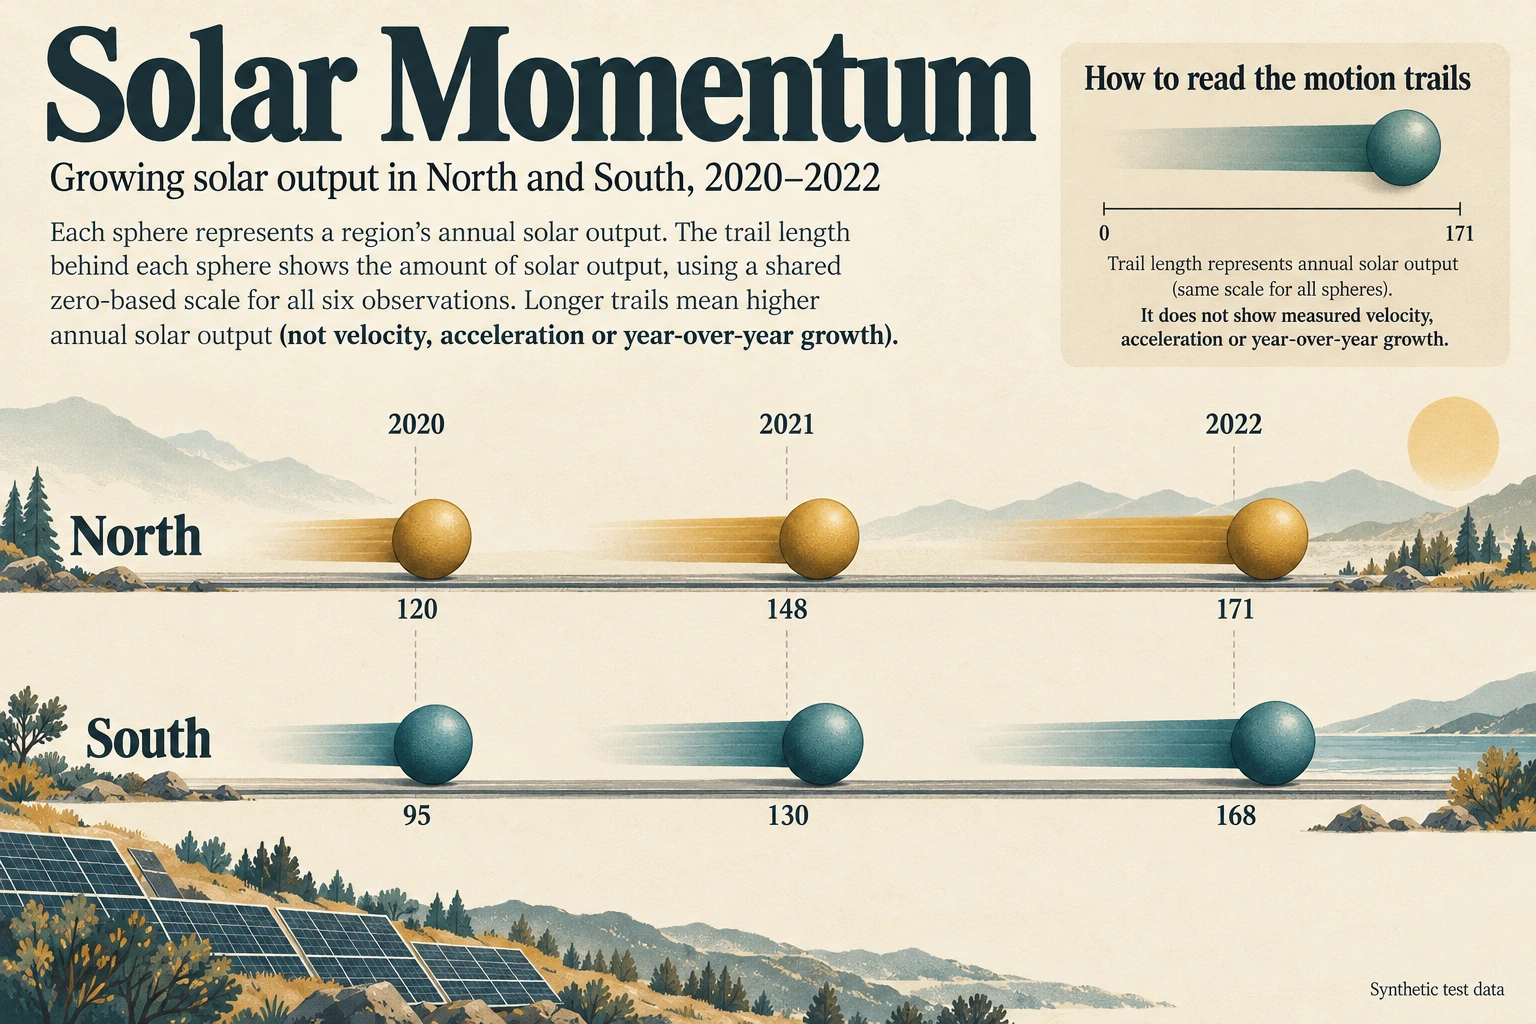 Solar Momentum
Growing solar output in North and South, 2020–2022
Each sphere represents a region’s annual solar output. The trail length
behind each sphere shows the amount of solar output, using a shared
zero-based scale for all six observations. Longer trails mean higher
annual solar output (not velocity, acceleration or year-over-year growth).
How to read the motion trails
0 171
Trail length represents annual solar output
(same scale for all spheres).
It does not show measured velocity,
acceleration or year-over-year growth.
2020 2021 2022
North
120 148 171
South
95 130 168
Synthetic test data